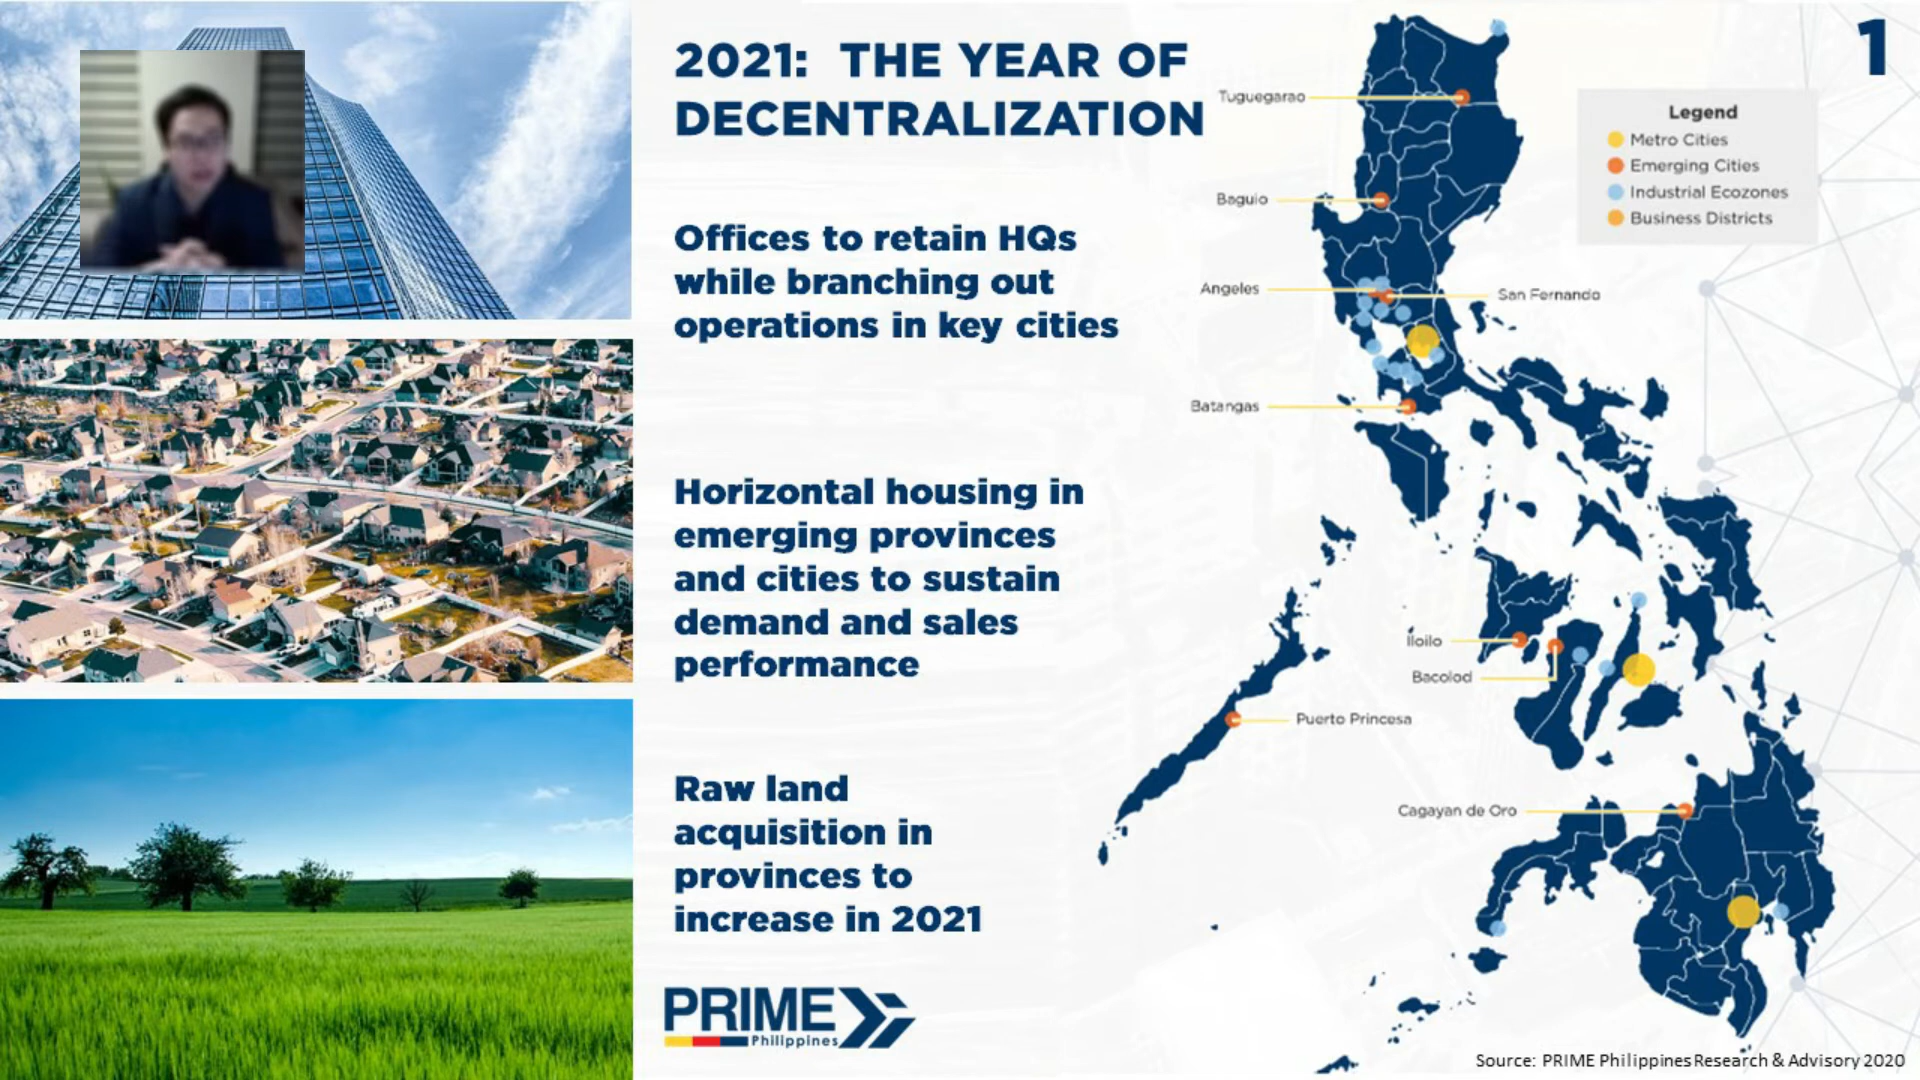 2021: THE YEAR OF
DECENTRALIZATION
1
Offices to retain HQs
while branching out
operations in key cities
Horizontal housing in
emerging provinces
and cities to sustain
demand and sales
performance
Raw land
acquisition in
provinces to
increase in 2021
PRIME
Philippines
Tuguegarao
Baguio
Angeles
San Fernando
Batangas
Iloilo
Bacolod
Puerto Princesa
Cagayan de Oro
Legend
Metro Cities
Emerging Cities
Industrial Ecozones
Business Districts
Source: PRIME Philippines Research & Advisory 2020